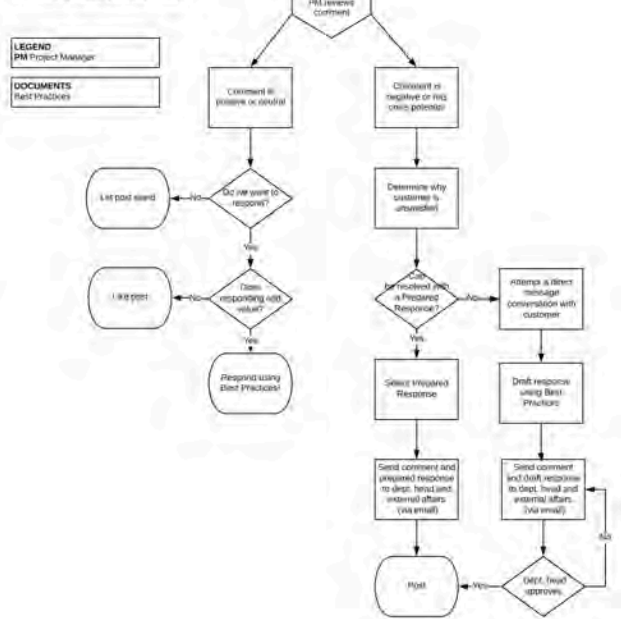 PM reviews
comment
LEGEND
PM Project Manager
DOCUMENTS
Best Practices
Comment is
positive or neutral
Comment is
negative or has
crisis potential
Do we want to
respond?
No
Let post stand
Determine why
customer is
unsatisfied
Yes
Does
responding add
value?
No
Like post
Can
be resolved with
a Prepared
Response?
No
Attempt a direct
message
conversation with
customer
Yes
Yes
Respond using
Best Practices!
Select Prepared
Response
Draft response
using Best
Practices
Send comment and
prepared response
to dept. head and
external affairs
(via email)
Send comment
and draft response
to dept. head and
external affairs
(via email)
No
Post
Yes
Dept. head
approves